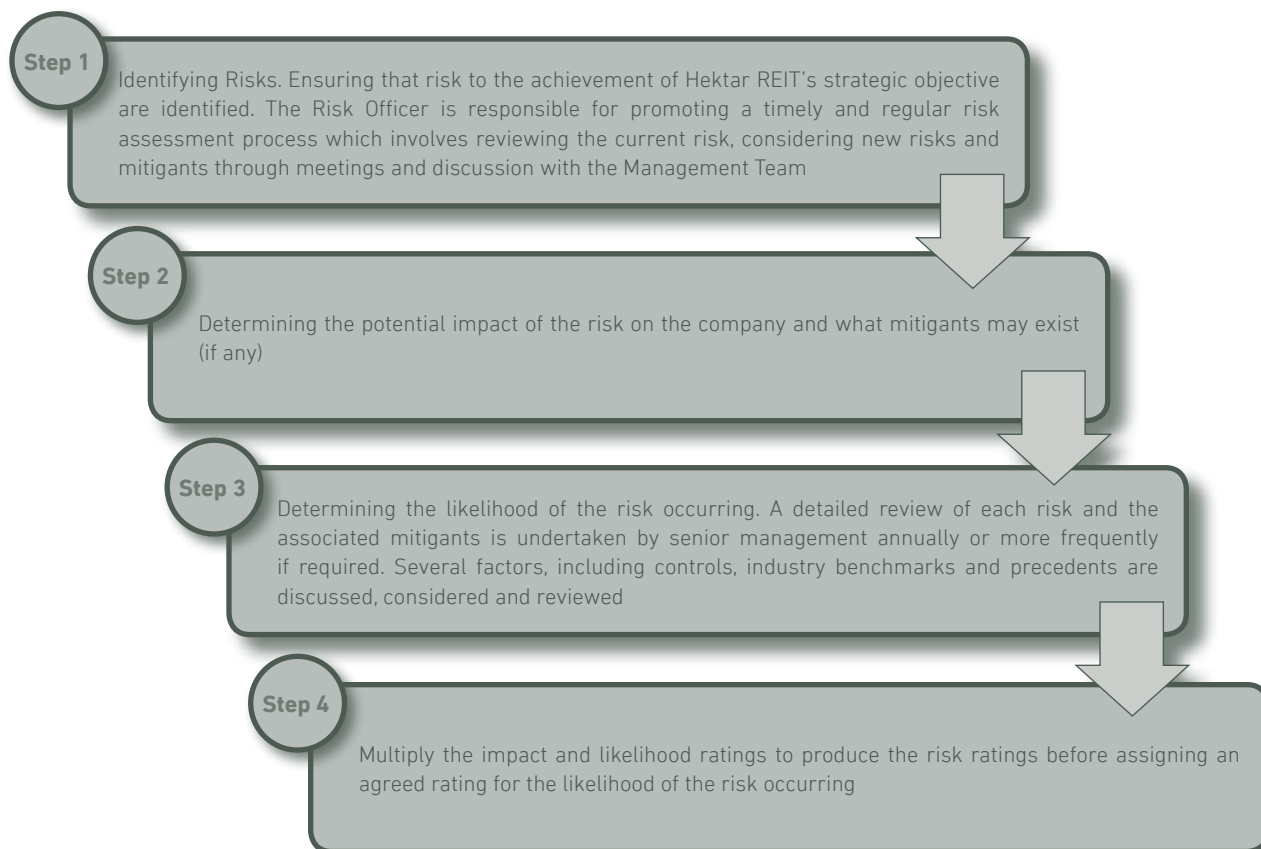 Step 1
Identifying Risks. Ensuring that risk to the achievement of Hektar REIT's strategic objective
are identified. The Risk Officer is responsible for promoting a timely and regular risk
assessment process which involves reviewing the current risk, considering new risks and
mitigants through meetings and discussion with the Management Team
Step 2
Determining the potential impact of the risk on the company and what mitigants may exist
(if any)
Step 3
Determining the likelihood of the risk occurring. A detailed review of each risk and the
associated mitigants is undertaken by senior management annually or more frequently
if required. Several factors, including controls, industry benchmarks and precedents are
discussed, considered and reviewed
Step 4
Multiply the impact and likelihood ratings to produce the risk ratings before assigning an
agreed rating for the likelihood of the risk occurring